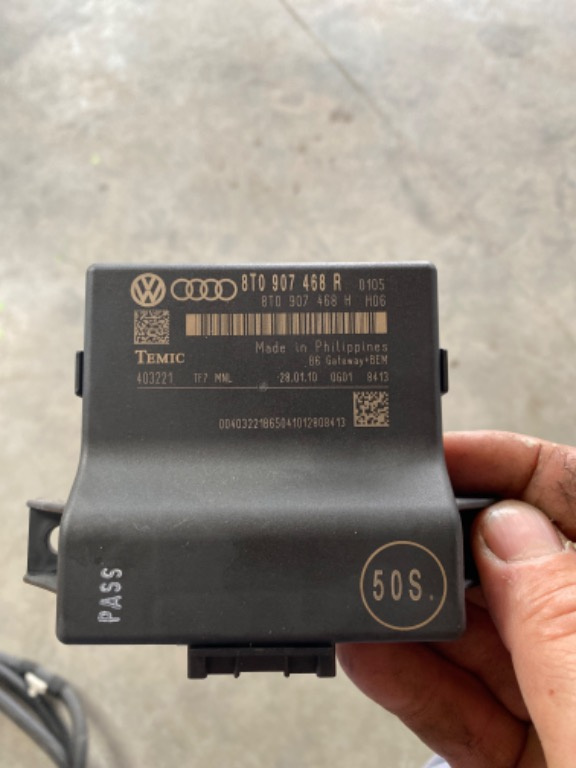 8T0 907 468 R 0105
8T0 907 468 H H06
TEMIC
Made in Philippines
B6 Gateway+BEM
403221 TF7 MNL 28.01.10 0601 8413
00403221865041012808413
50S.
PASS